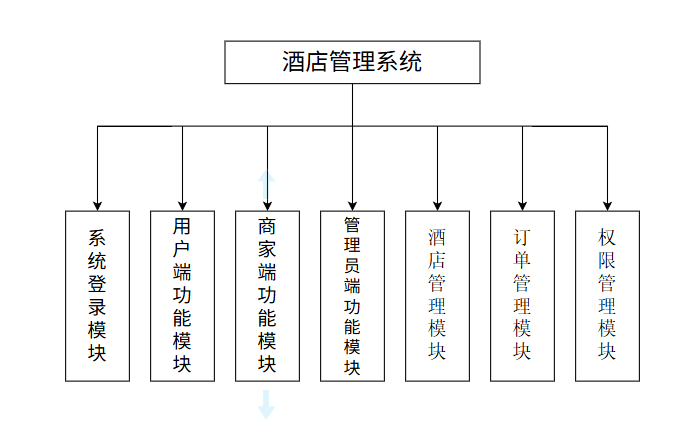 酒店管理系统
系统登录模块
用户端功能模块
商家端功能模块
管理员端功能模块
酒店管理模块
订单管理模块
权限管理模块